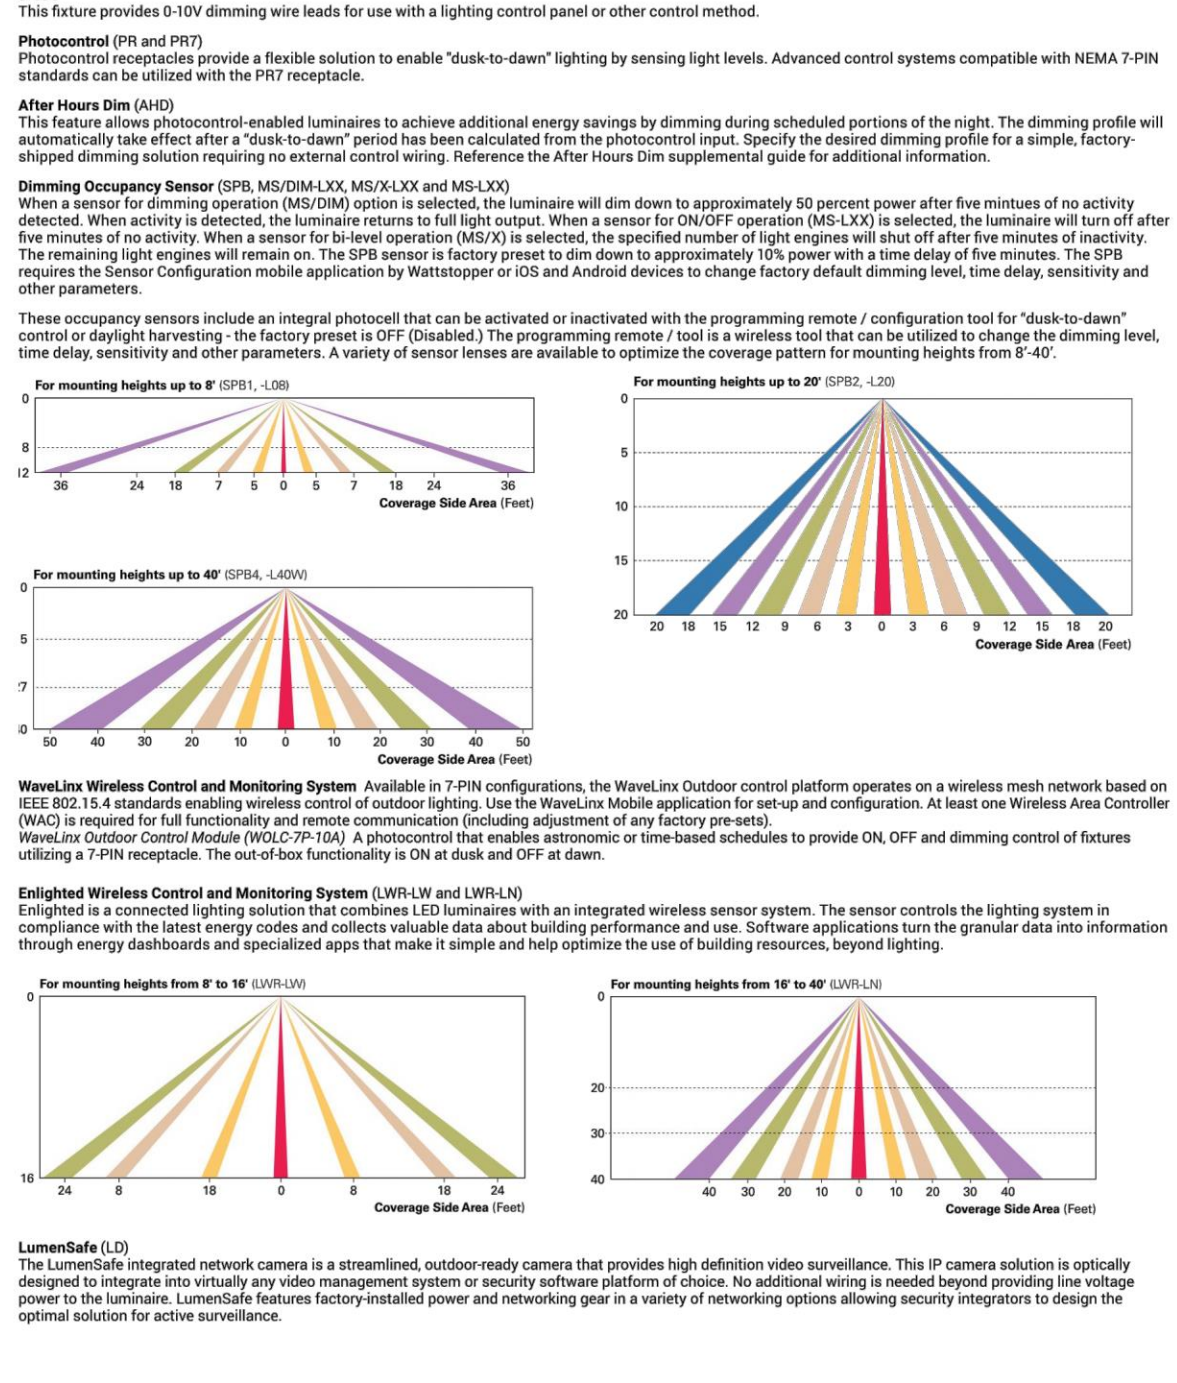 This fixture provides 0-10V dimming wire leads for use with a lighting control panel or other control method.
Photocontrol (PR and PR7)
Photocontrol receptacles provide a flexible solution to enable "dusk-to-dawn" lighting by sensing light levels. Advanced control systems compatible with NEMA 7-PIN
standards can be utilized with the PR7 receptacle.
After Hours Dim (AHD)
This feature allows photocontrol-enabled luminaires to achieve additional energy savings by dimming during scheduled portions of the night. The dimming profile will
automatically take effect after a “dusk-to-dawn” period has been calculated from the photocontrol input. Specify the desired dimming profile for a simple, factory-
shipped dimming solution requiring no external control wiring. Reference the After Hours Dim supplemental guide for additional information.
Dimming Occupancy Sensor (SPB, MS/DIM-LXX, MS/X-LXX and MS-LXX)
When a sensor for dimming operation (MS/DIM) option is selected, the luminaire will dim down to approximately 50 percent power after five mintues of no activity
detected. When activity is detected, the luminaire returns to full light output. When a sensor for ON/OFF operation (MS-LXX) is selected, the luminaire will turn off after
five minutes of no activity. When a sensor for bi-level operation (MS/X) is selected, the specified number of light engines will shut off after five minutes of inactivity.
The remaining light engines will remain on. The SPB sensor is factory preset to dim down to approximately 10% power with a time delay of five minutes. The SPB
requires the Sensor Configuration mobile application by Wattstopper or iOS and Android devices to change factory default dimming level, time delay, sensitivity and
other parameters.
These occupancy sensors include an integral photocell that can be activated or inactivated with the programming remote / configuration tool for “dusk-to-dawn”
control or daylight harvesting - the factory preset is OFF (Disabled.) The programming remote / tool is a wireless tool that can be utilized to change the dimming level,
time delay, sensitivity and other parameters. A variety of sensor lenses are available to optimize the coverage pattern for mounting heights from 8’-40’.
For mounting heights up to 8' (SPB1, -L08)
0
8
12
36 24 18 7 5 0 5 7 18 24 36
Coverage Side Area (Feet)
For mounting heights up to 20' (SPB2, -L20)
0
5
10
15
20
20 18 15 12 9 6 3 0 3 6 9 12 15 18 20
Coverage Side Area (Feet)
For mounting heights up to 40' (SPB4, -L40W)
0
5
7
0
50 40 30 20 10 0 10 20 30 40 50
Coverage Side Area (Feet)
WaveLinx Wireless Control and Monitoring System Available in 7-PIN configurations, the WaveLinx Outdoor control platform operates on a wireless mesh network based on
IEEE 802.15.4 standards enabling wireless control of outdoor lighting. Use the WaveLinx Mobile application for set-up and configuration. At least one Wireless Area Controller
(WAC) is required for full functionality and remote communication (including adjustment of any factory pre-sets).
WaveLinx Outdoor Control Module (WOLC-7P-10A) A photocontrol that enables astronomic or time-based schedules to provide ON, OFF and dimming control of fixtures
utilizing a 7-PIN receptacle. The out-of-box functionality is ON at dusk and OFF at dawn.
Enlighted Wireless Control and Monitoring System (LWR-LW and LWR-LN)
Enlighted is a connected lighting solution that combines LED luminaires with an integrated wireless sensor system. The sensor controls the lighting system in
compliance with the latest energy codes and collects valuable data about building performance and use. Software applications turn the granular data into information
through energy dashboards and specialized apps that make it simple and help optimize the use of building resources, beyond lighting.
For mounting heights from 8' to 16' (LWR-LW)
0
16
24 8 18 0 8 18 24
Coverage Side Area (Feet)
For mounting heights from 16' to 40' (LWR-LN)
0
20
30
40
40 30 20 10 0 10 20 30 40
Coverage Side Area (Feet)
LumenSafe (LD)
The LumenSafe integrated network camera is a streamlined, outdoor-ready camera that provides high definition video surveillance. This IP camera solution is optically
designed to integrate into virtually any video management system or security software platform of choice. No additional wiring is needed beyond providing line voltage
power to the luminaire. LumenSafe features factory-installed power and networking gear in a variety of networking options allowing security integrators to design the
optimal solution for active surveillance.